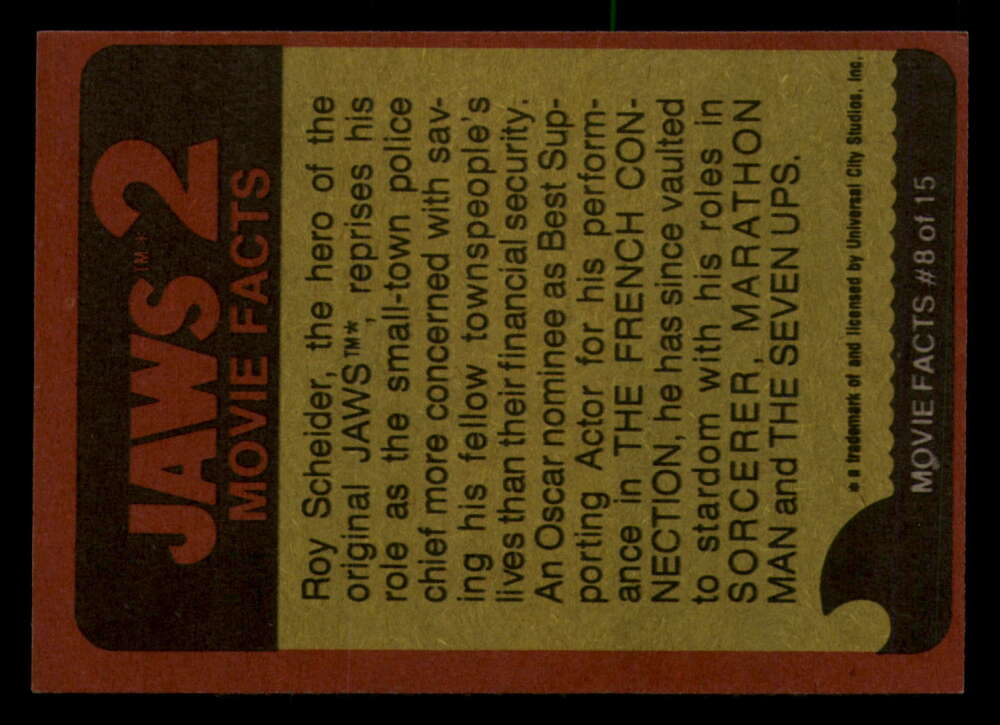 JAWS™* 2
MOVIE FACTS
Roy Scheider, the hero of the
original JAWS™*, reprises his
role as the small-town police
chief more concerned with sav-
ing his fellow townspeople's
lives than their financial security.
An Oscar nominee as Best Sup-
porting Actor for his perform-
ance in THE FRENCH CON-
NECTION, he has since vaulted
to stardom with his roles in
SORCERER, MARATHON
MAN and THE SEVEN UPS.
* a trademark of and licensed by Universal City Studios, Inc.
MOVIE FACTS #8 of 15